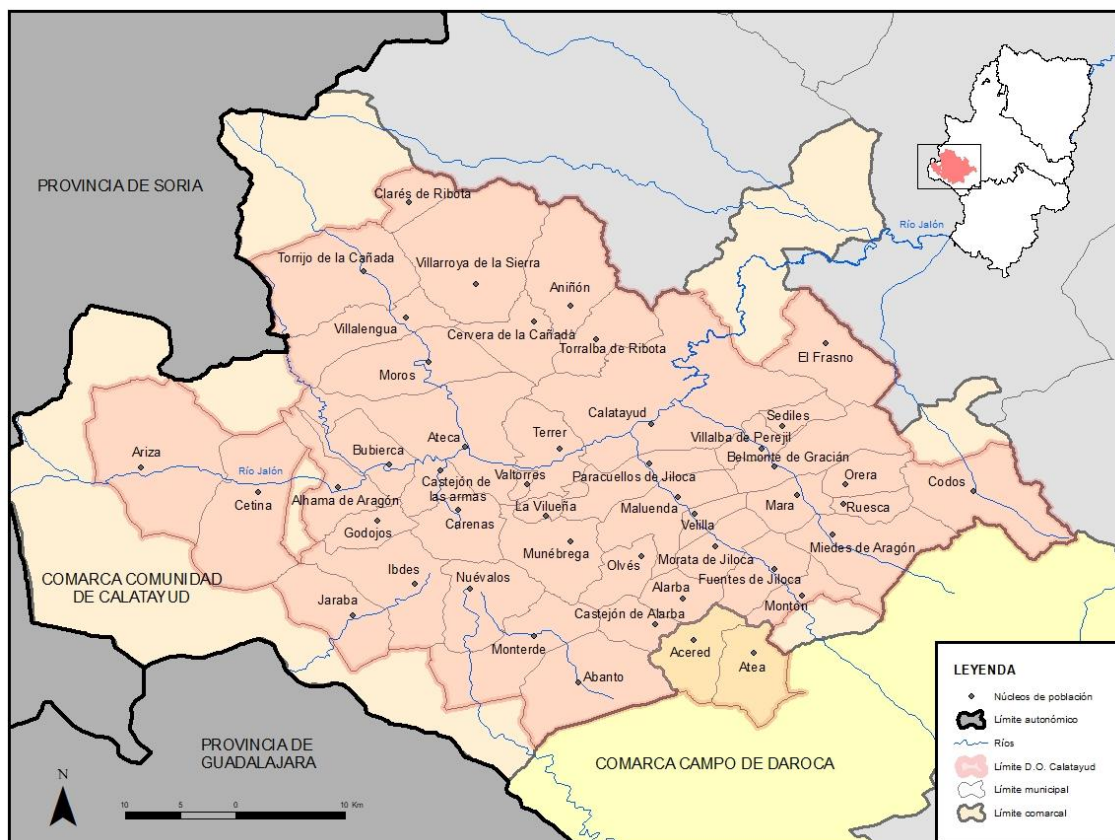 PROVINCIA DE SORIA
Clarés de Ribota
Río Jalón
Torrijo de la Cañada
Villarroya de la Sierra
Aniñón
Villalengua
Cervera de la Cañada
Torralba de Ribota
El Frasno
Moros
Calatayud
Sediles
Ariza
Bubierca
Ateca
Terrer
Villalba de Perejil
Belmonte de Gracián
Río Jalón
Cetina
Alhama de Aragón
Castejón de
las armas
Valtorres
Paracuellos de Jiloca
Orera
Codos
Carenas
La Vilueña
Maluenda
Mara
Ruesca
Godojos
Velilla
Munébrega
Miedes de Aragón
COMARCA COMUNIDAD
DE CALATAYUD
Ibdes
Nuévalos
Olvés
Morata de Jiloca
Fuentes de Jiloca
Jaraba
Alarba
Montón
Castejón de Alarba
Monterde
Acered
Atea
Abanto
PROVINCIA DE
GUADALAJARA
COMARCA CAMPO DE DAROCA
N
10 5 0 10 Km
LEYENDA
Núcleos de población
Límite autonómico
Ríos
Límite D.O. Calatayud
Límite municipal
Límite comarcal